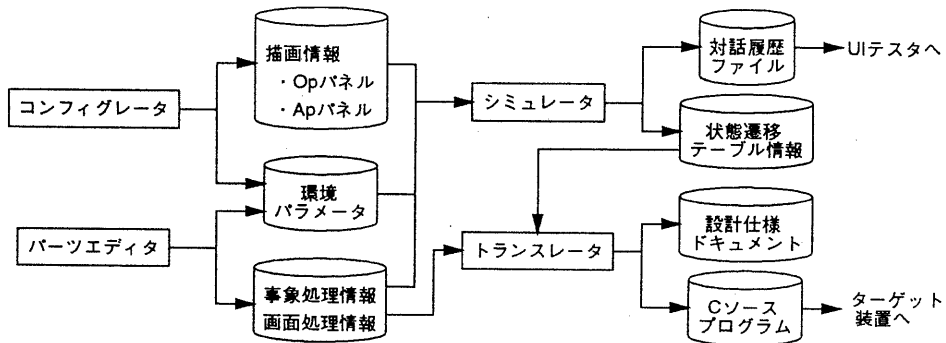 コンフィグレータ
パーツエディタ
描画情報
・Opパネル
・Apパネル
環境
パラメータ
事象処理情報
画面処理情報
シミュレータ
トランスレータ
対話履歴
ファイル
UIテスタへ
状態遷移
テーブル情報
設計仕様
ドキュメント
Cソース
プログラム
ターゲット
装置へ